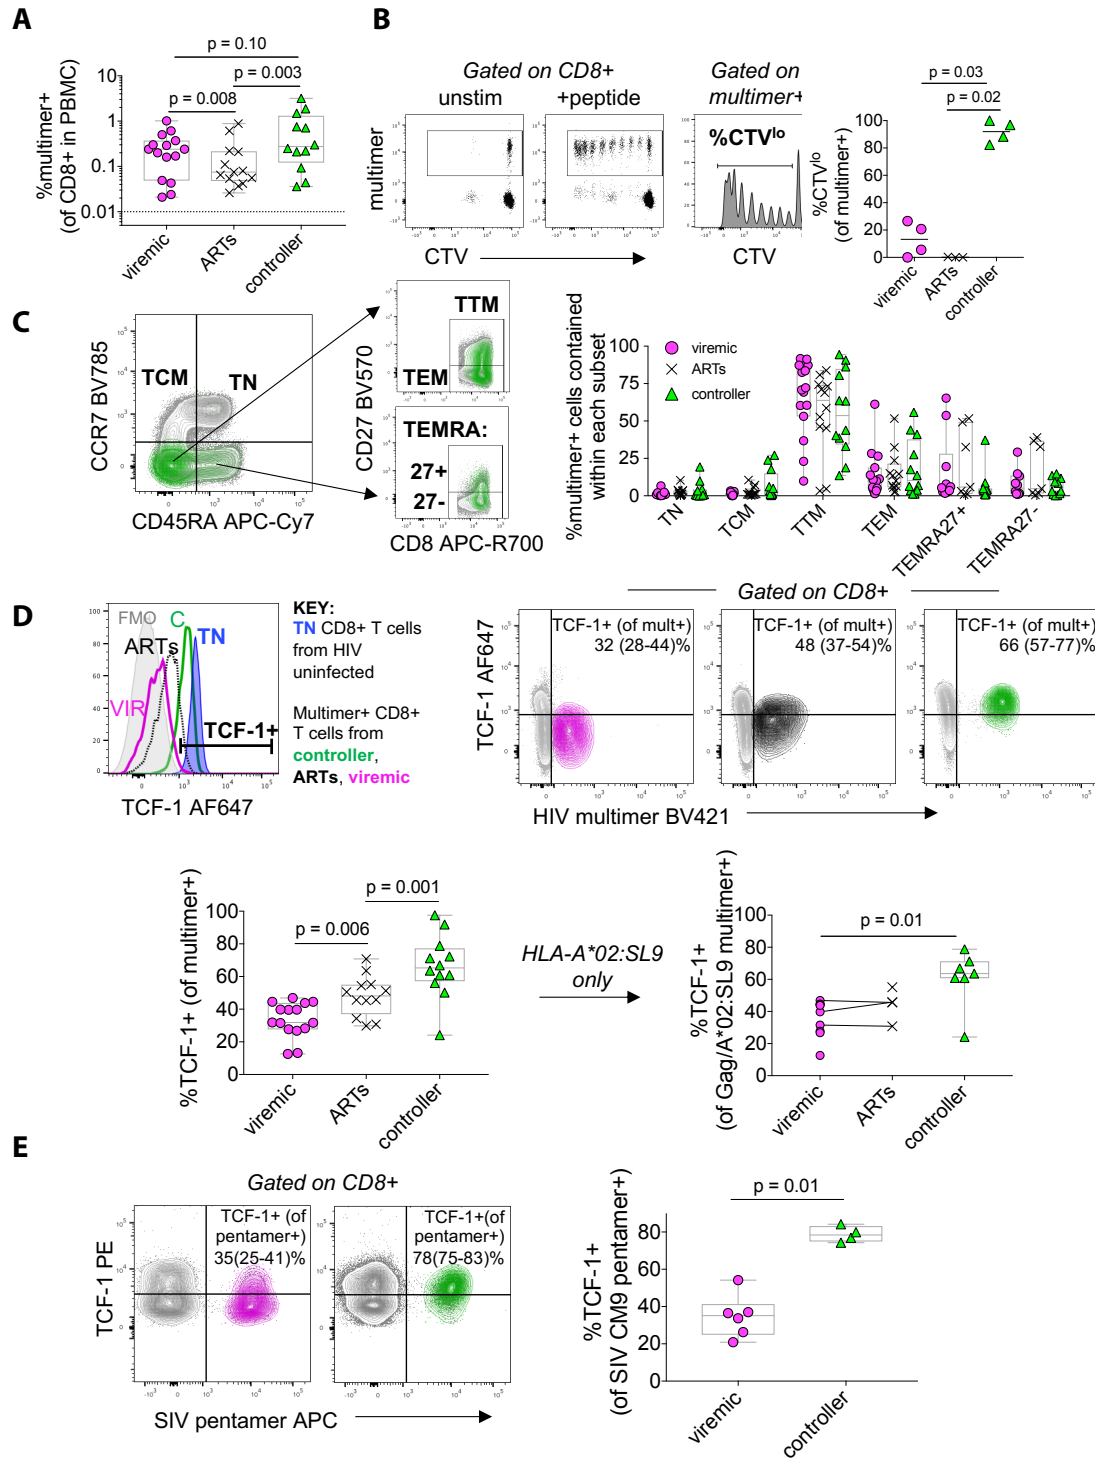 A
p = 0.10
p = 0.003
p = 0.008
%multimer+
(of CD8+ in PBMC)
10
1
0.1
0.01
viremic
ARTs
controller
B
Gated on CD8+
unstim
+peptide
Gated on
multimer+
%CTVlo
multimer
CTV
CTV
p = 0.03
p = 0.02
%CTVlo
(of multimer+)
100
80
60
40
20
0
viremic
ARTs
controller
C
CCR7 BV785
TCM
TN
CD45RA APC-Cy7
CD27 BV570
TTM
TEM
TEMRA:
27+
27-
CD8 APC-R700
viremic
ARTs
controller
%multimer+ cells contained
within each subset
100
75
50
25
0
TN
TCM
TTM
TEM
TEMRA27+
TEMRA27-
D
FMO
C
ARTs
TN
VIR
TCF-1+
100
80
60
40
20
0
TCF-1 AF647
KEY:
TN CD8+ T cells
from HIV
uninfected
Multimer+ CD8+
T cells from
controller,
ARTs, viremic
Gated on CD8+
TCF-1+ (of mult+)
32 (28-44)%
TCF-1+ (of mult+)
48 (37-54)%
TCF-1+ (of mult+)
66 (57-77)%
TCF-1 AF647
HIV multimer BV421
p = 0.001
p = 0.006
%TCF-1+ (of multimer+)
100
80
60
40
20
0
viremic
ARTs
controller
HLA-A*02:SL9
only
p = 0.01
%TCF-1+
(of Gag/A*02:SL9 multimer+)
100
80
60
40
20
0
viremic
ARTs
controller
E
Gated on CD8+
TCF-1+ (of
pentamer+)
35(25-41)%
TCF-1+(of
pentamer+)
78(75-83)%
TCF-1 PE
SIV pentamer APC
p = 0.01
%TCF-1+
(of SIV CM9 pentamer+)
80
60
40
20
0
viremic
controller